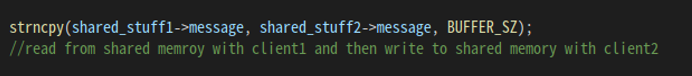 strncpy(shared_stuff1->message, shared_stuff2->message, BUFFER_SZ);
//read from shared memroy with client1 and then write to shared memory with client2